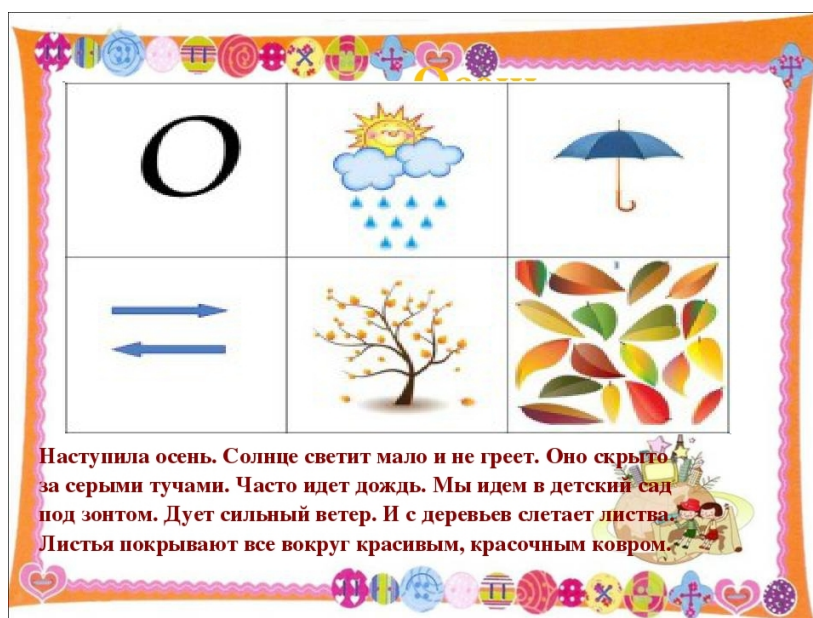 О
Наступила осень. Солнце светит мало и не греет. Оно скрыто
за серыми тучами. Часто идет дождь. Мы идем в детский сад
под зонтом. Дует сильный ветер. И с деревьев слетает листва.
Листья покрывают все вокруг красивым, красочным ковром.